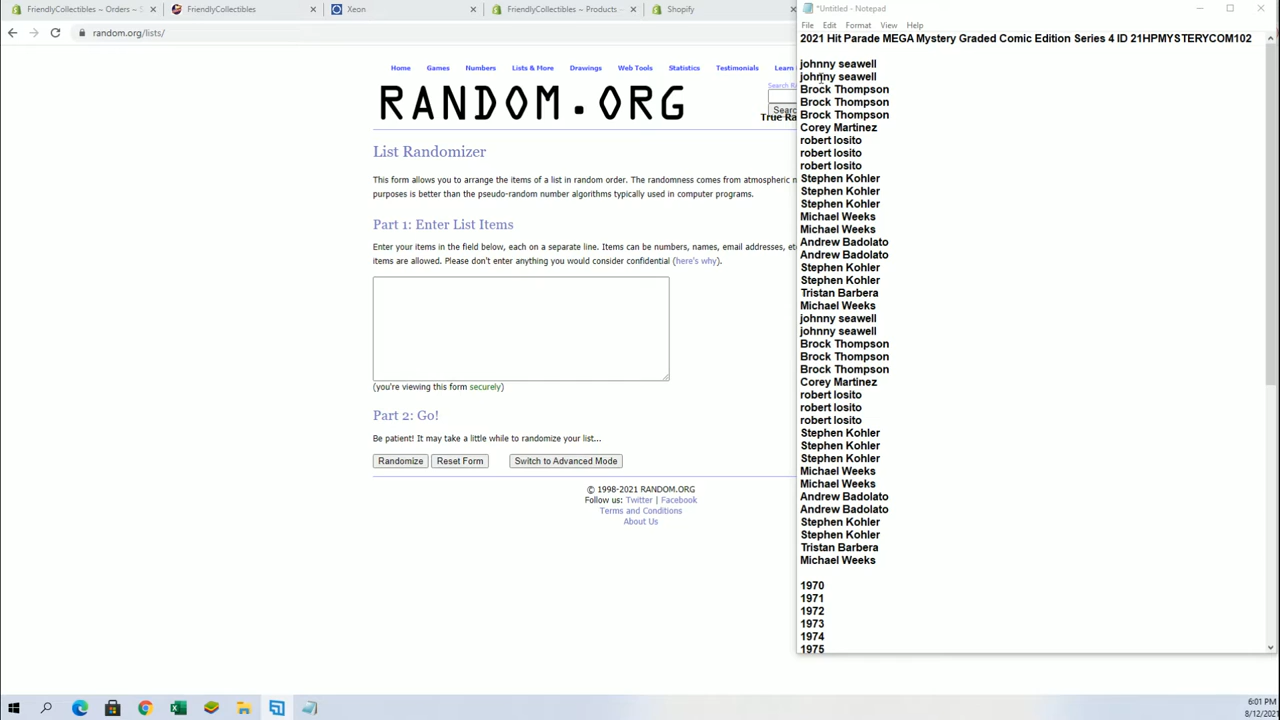 FriendlyCollectibles – Orders – S
FriendlyCollectibles
Xeon
FriendlyCollectibles – Products –
Shopify
random.org/lists/
Home Games Numbers Lists & More Drawings Web Tools Statistics Testimonials Learn
RANDOM.ORG
Search R
Searc
True Ra
List Randomizer
This form allows you to arrange the items of a list in random order. The randomness comes from atmospheric n
purposes is better than the pseudo-random number algorithms typically used in computer programs.
Part 1: Enter List Items
Enter your items in the field below, each on a separate line. Items can be numbers, names, email addresses, etc
items are allowed. Please don't enter anything you would consider confidential (here's why).
(you're viewing this form securely)
Part 2: Go!
Be patient! It may take a little while to randomize your list...
Randomize Reset Form Switch to Advanced Mode
© 1998-2021 RANDOM.ORG
Follow us: Twitter | Facebook
Terms and Conditions
About Us
*Untitled - Notepad
File Edit Format View Help
2021 Hit Parade MEGA Mystery Graded Comic Edition Series 4 ID 21HPMYSTERYCOM102
johnny seawell
johnny seawell
Brock Thompson
Brock Thompson
Brock Thompson
Corey Martinez
robert losito
robert losito
robert losito
Stephen Kohler
Stephen Kohler
Stephen Kohler
Michael Weeks
Michael Weeks
Andrew Badolato
Andrew Badolato
Stephen Kohler
Stephen Kohler
Tristan Barbera
Michael Weeks
johnny seawell
johnny seawell
Brock Thompson
Brock Thompson
Brock Thompson
Corey Martinez
robert losito
robert losito
robert losito
Stephen Kohler
Stephen Kohler
Stephen Kohler
Michael Weeks
Michael Weeks
Andrew Badolato
Andrew Badolato
Stephen Kohler
Stephen Kohler
Tristan Barbera
Michael Weeks
1970
1971
1972
1973
1974
1975
6:01 PM
8/12/2021